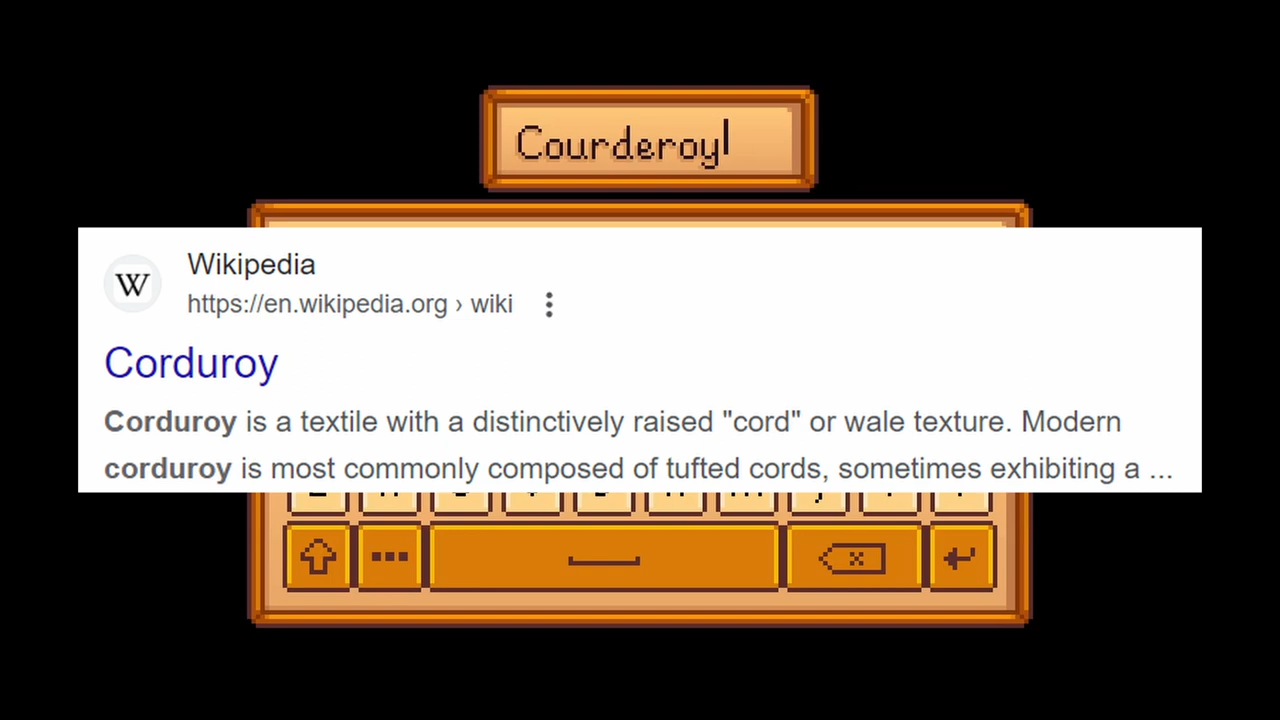 Courderoy
W Wikipedia
https://en.wikipedia.org › wiki
Corduroy
Corduroy is a textile with a distinctively raised "cord" or wale texture. Modern
corduroy is most commonly composed of tufted cords, sometimes exhibiting a ...